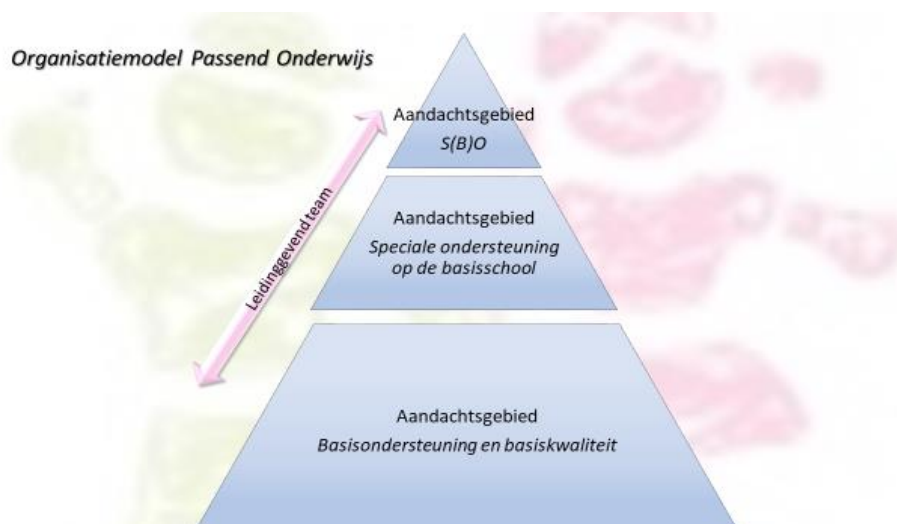 Organisatiemodel Passend Onderwijs
Aandachtsgebied
S(B)O
Leidinggevend team
Aandachtsgebied
Speciale ondersteuning
op de basisschool
Aandachtsgebied
Basisondersteuning en basiskwaliteit